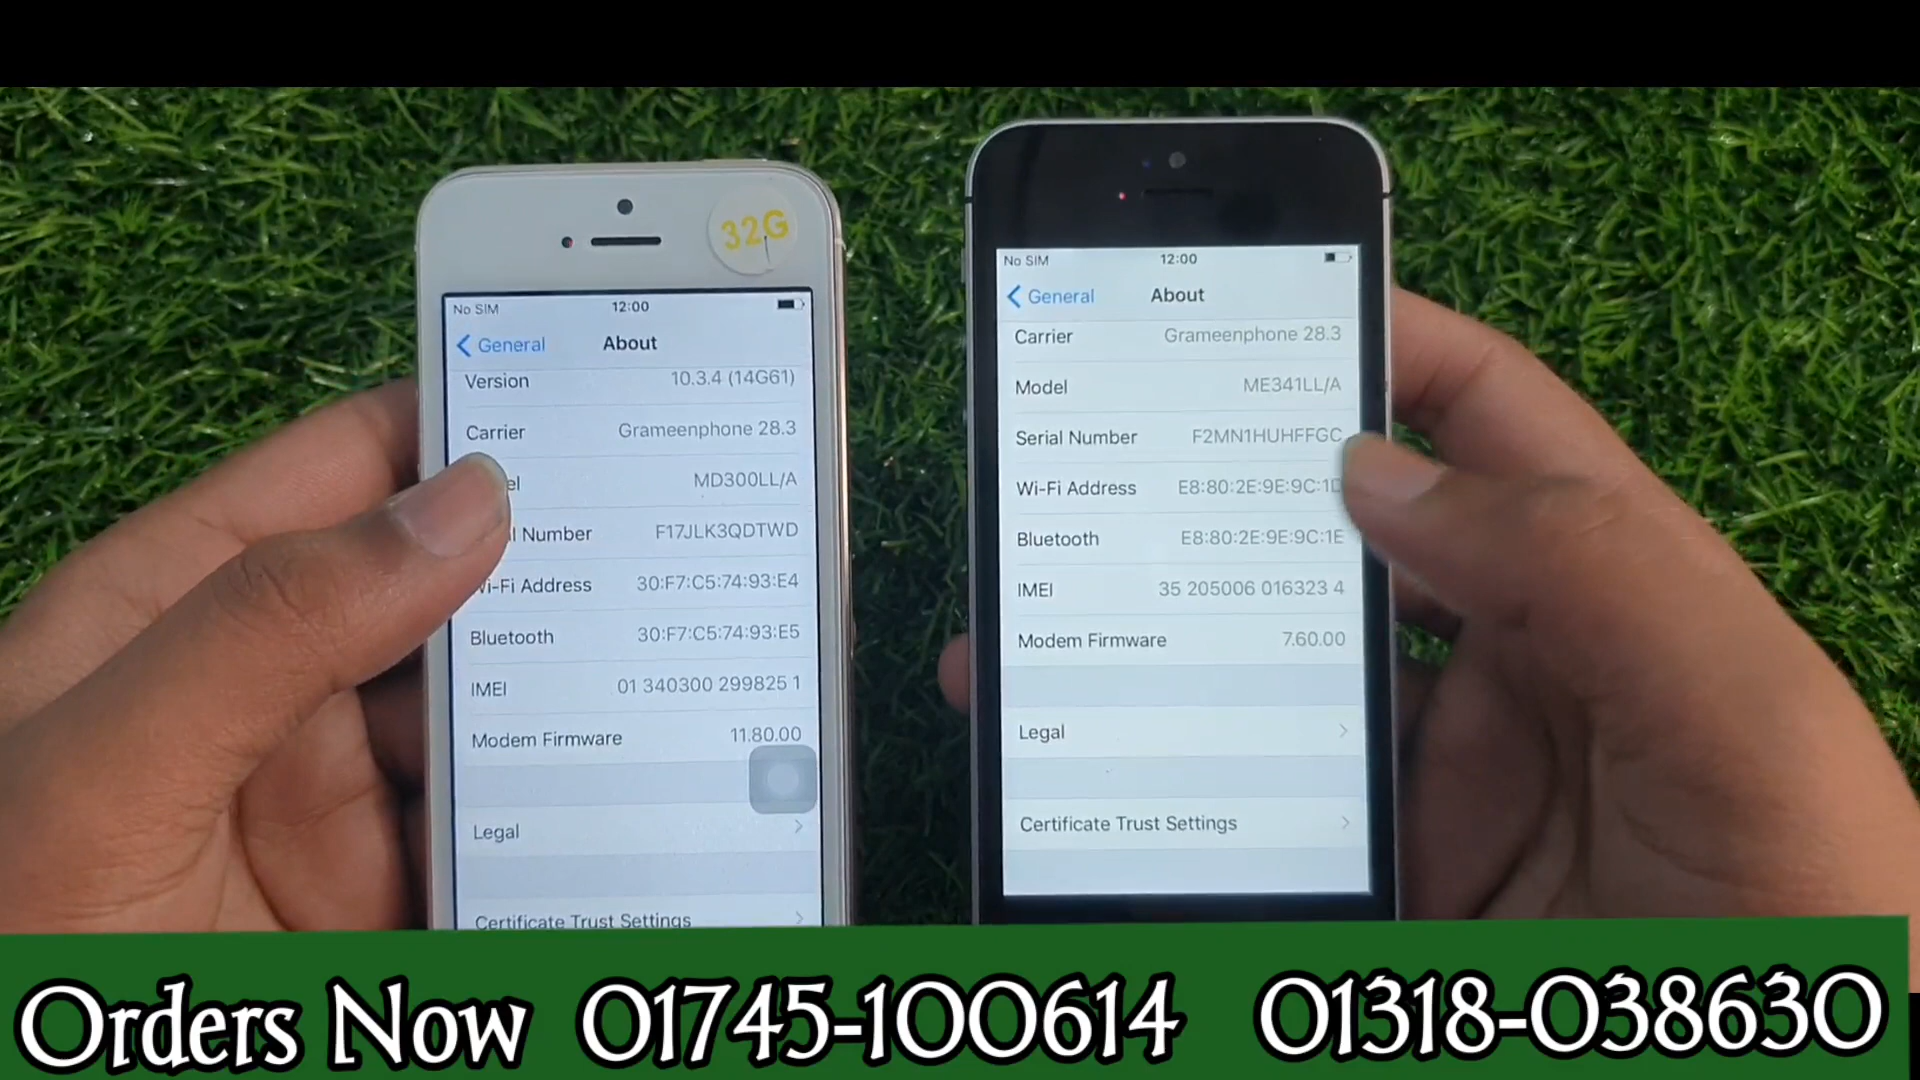 32G
No SIM 12:00
General About
Version 10.3.4 (14G61)
Carrier Grameenphone 28.3
el MD300LL/A
l Number F17JLK3QDTWD
Wi-Fi Address 30:F7:C5:74:93:E4
Bluetooth 30:F7:C5:74:93:E5
IMEI 01 340300 299825 1
Modem Firmware 11.80.00
Legal
Certificate Trust Settings
No SIM 12:00
General About
Carrier Grameenphone 28.3
Model ME341LL/A
Serial Number F2MN1HUHFFGC
Wi-Fi Address E8:80:2E:9E:9C:1D
Bluetooth E8:80:2E:9E:9C:1E
IMEI 35 205006 016323 4
Modem Firmware 7.60.00
Legal
Certificate Trust Settings
Orders Now 01745-100614 01318-038630